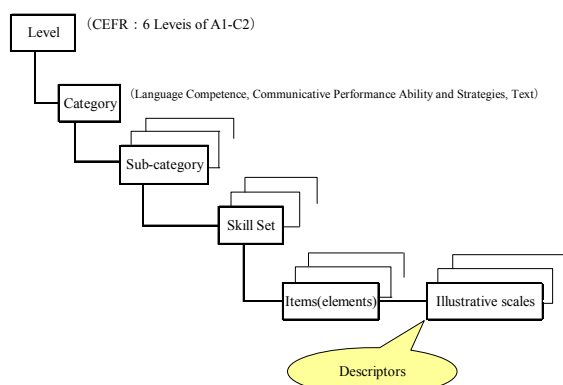 Level (CEFR : 6 Leveis of A1-C2)
Category (Language Competence, Communicative Performance Ability and Strategies, Text)
Sub-category
Skill Set
Items(elements) Illustrative scales
Descriptors